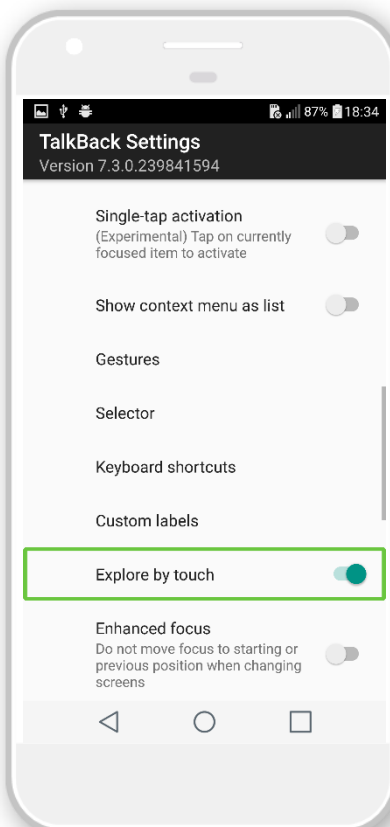 87% 18:34
TalkBack Settings
Version 7.3.0.239841594
Single-tap activation
(Experimental) Tap on currently
focused item to activate
Show context menu as list
Gestures
Selector
Keyboard shortcuts
Custom labels
Explore by touch
Enhanced focus
Do not move focus to starting or
previous position when changing
screens